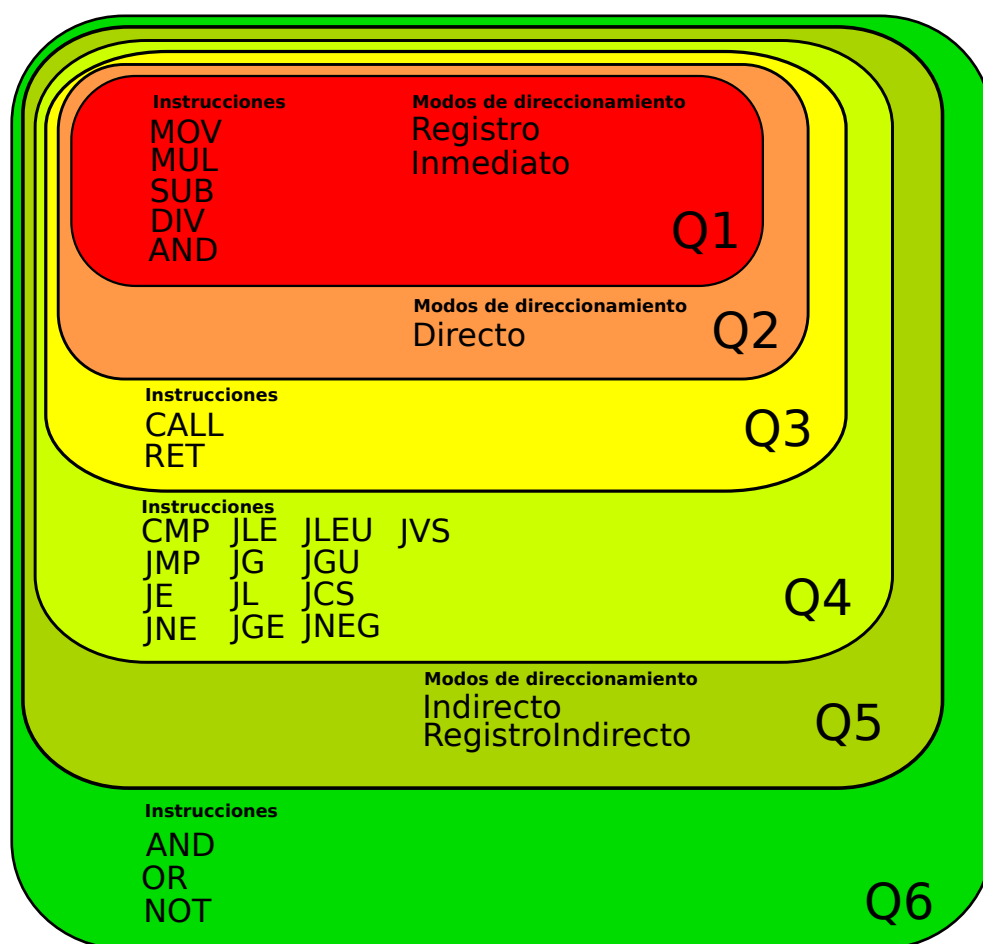 Instrucciones
MOV
MUL
SUB
DIV
AND
Modos de direccionamiento
Registro
Inmediato
Q1
Modos de direccionamiento
Directo
Q2
Instrucciones
CALL
RET
Q3
Instrucciones
CMP JLE JLEU JVS
JMP JG JGU
JE JL JCS
JNE JGE JNEG
Q4
Modos de direccionamiento
Indirecto
RegistroIndirecto
Q5
Instrucciones
AND
OR
NOT
Q6